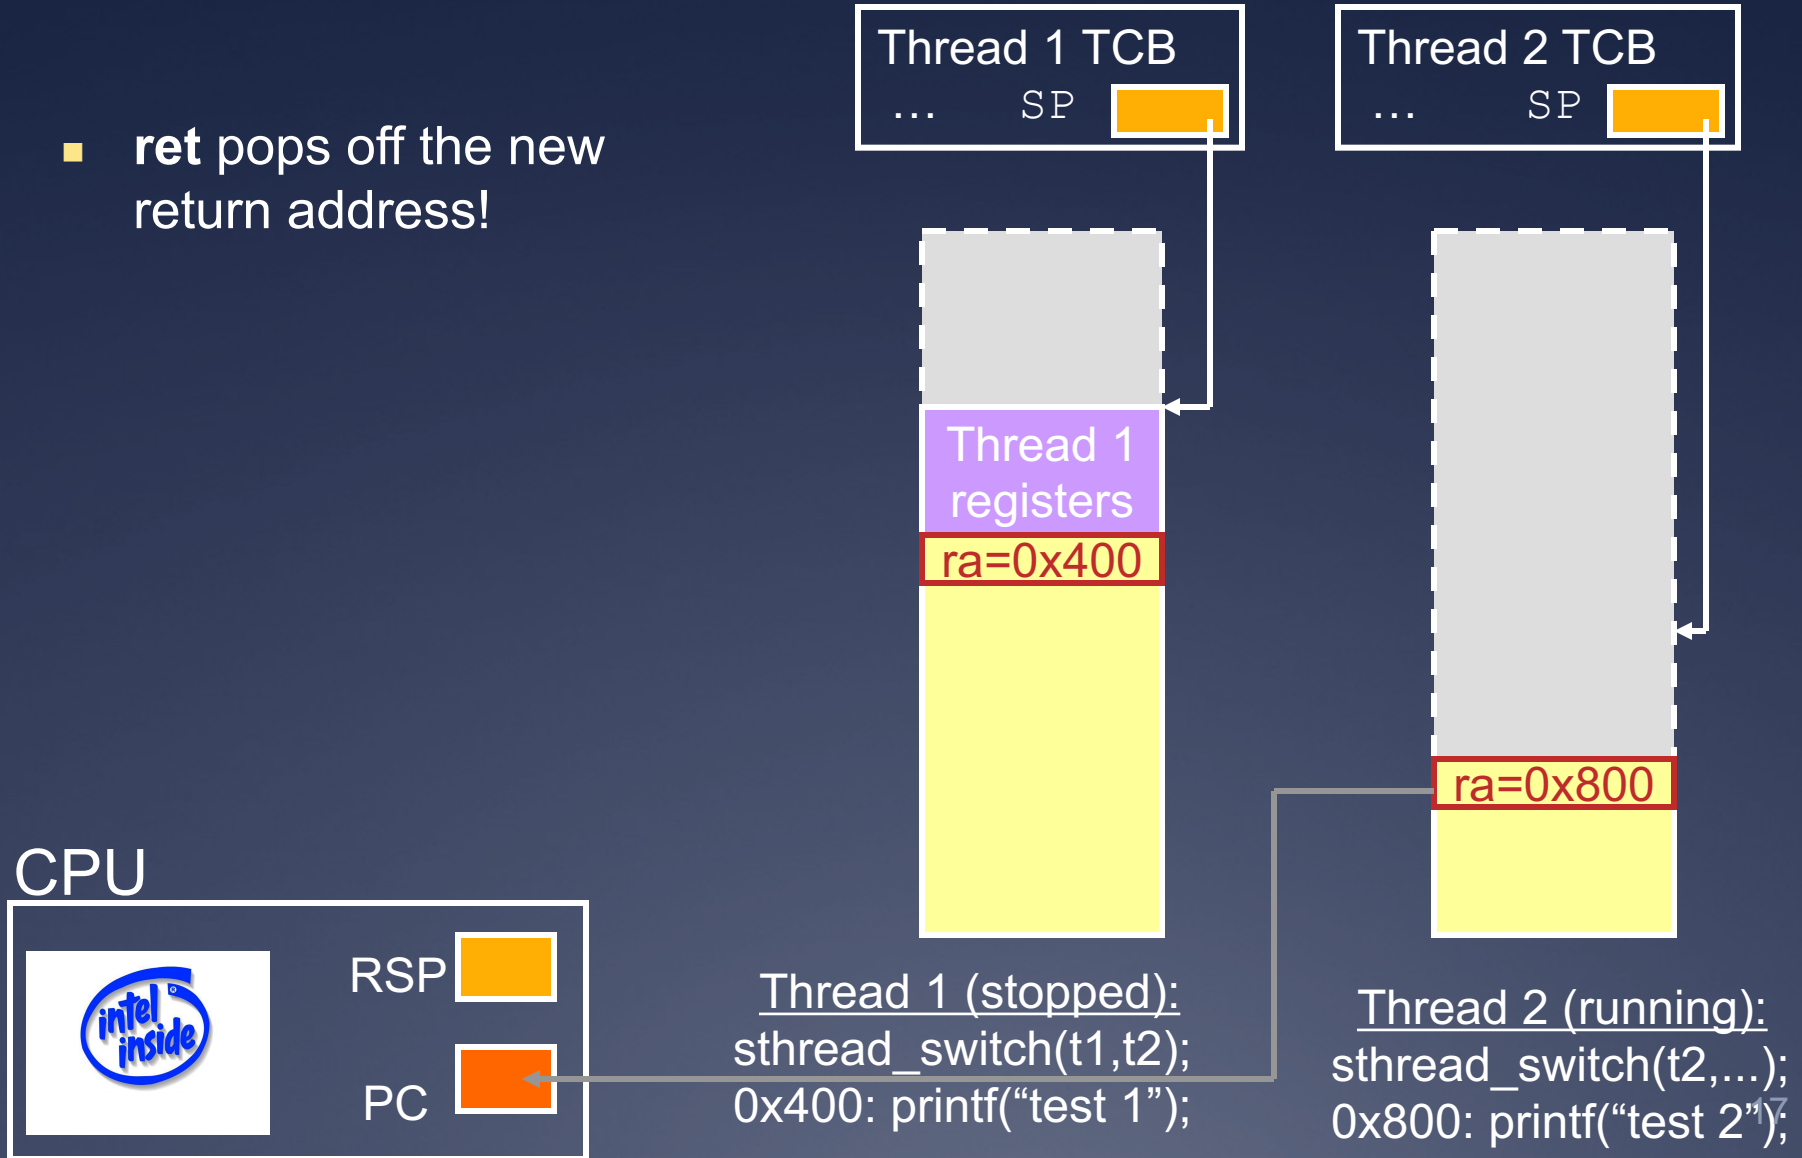 ret pops off the new
return address!
Thread 1 TCB
... SP
Thread 2 TCB
... SP
Thread 1
registers
ra=0x400
ra=0x800
CPU
RSP
PC
intel®
inside
Thread 1 (stopped):
sthread_switch(t1,t2);
0x400: printf(“test 1”);
Thread 2 (running):
sthread_switch(t2,...);
0x800: printf(“test 2”);
17